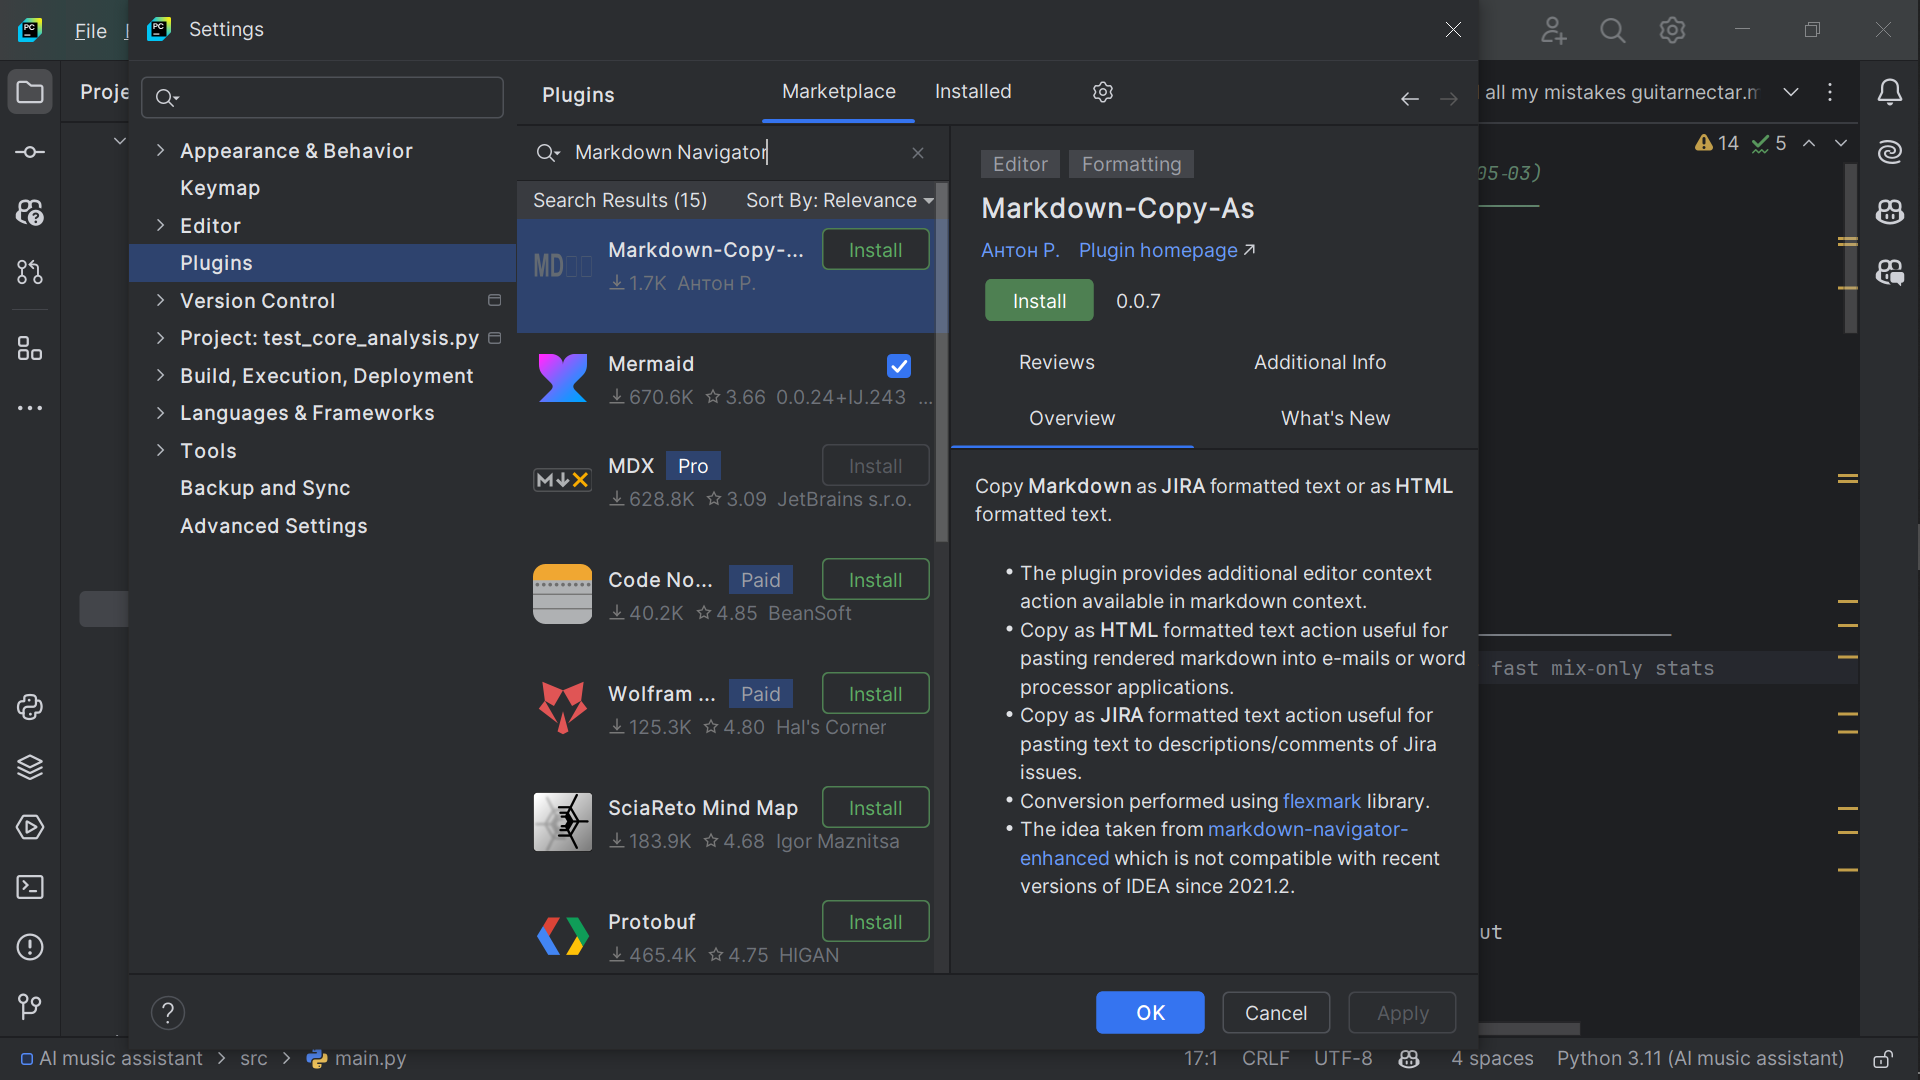 File
Settings
Proje
Plugins
Marketplace
Installed
all my mistakes guitarnectar.m
14
5
05-03)
Appearance & Behavior
Keymap
Editor
Plugins
Version Control
Project: test_core_analysis.py
Build, Execution, Deployment
Languages & Frameworks
Tools
Backup and Sync
Advanced Settings
Markdown Navigator
Search Results (15)
Sort By: Relevance
Markdown-Copy-...
Install
1.7K Антон Р.
Mermaid
670.6K 3.66 0.0.24+IJ.243 ...
MDX Pro
Install
628.8K 3.09 JetBrains s.r.o.
Code No... Paid
Install
40.2K 4.85 BeanSoft
Wolfram ... Paid
Install
125.3K 4.80 Hal's Corner
SciaReto Mind Map
Install
183.9K 4.68 Igor Maznitsa
Protobuf
Install
465.4K 4.75 HIGAN
Editor
Formatting
Markdown-Copy-As
Антон Р. Plugin homepage
Install
0.0.7
Reviews
Additional Info
Overview
What's New
Copy Markdown as JIRA formatted text or as HTML
formatted text.
• The plugin provides additional editor context
action available in markdown context.
• Copy as HTML formatted text action useful for
pasting rendered markdown into e-mails or word
processor applications.
• Copy as JIRA formatted text action useful for
pasting text to descriptions/comments of Jira
issues.
• Conversion performed using flexmark library.
• The idea taken from markdown-navigator-
enhanced which is not compatible with recent
versions of IDEA since 2021.2.
fast mix-only stats
ut
?
OK
Cancel
Apply
AI music assistant > src > main.py
17:1 CRLF UTF-8 4 spaces Python 3.11 (AI music assistant)